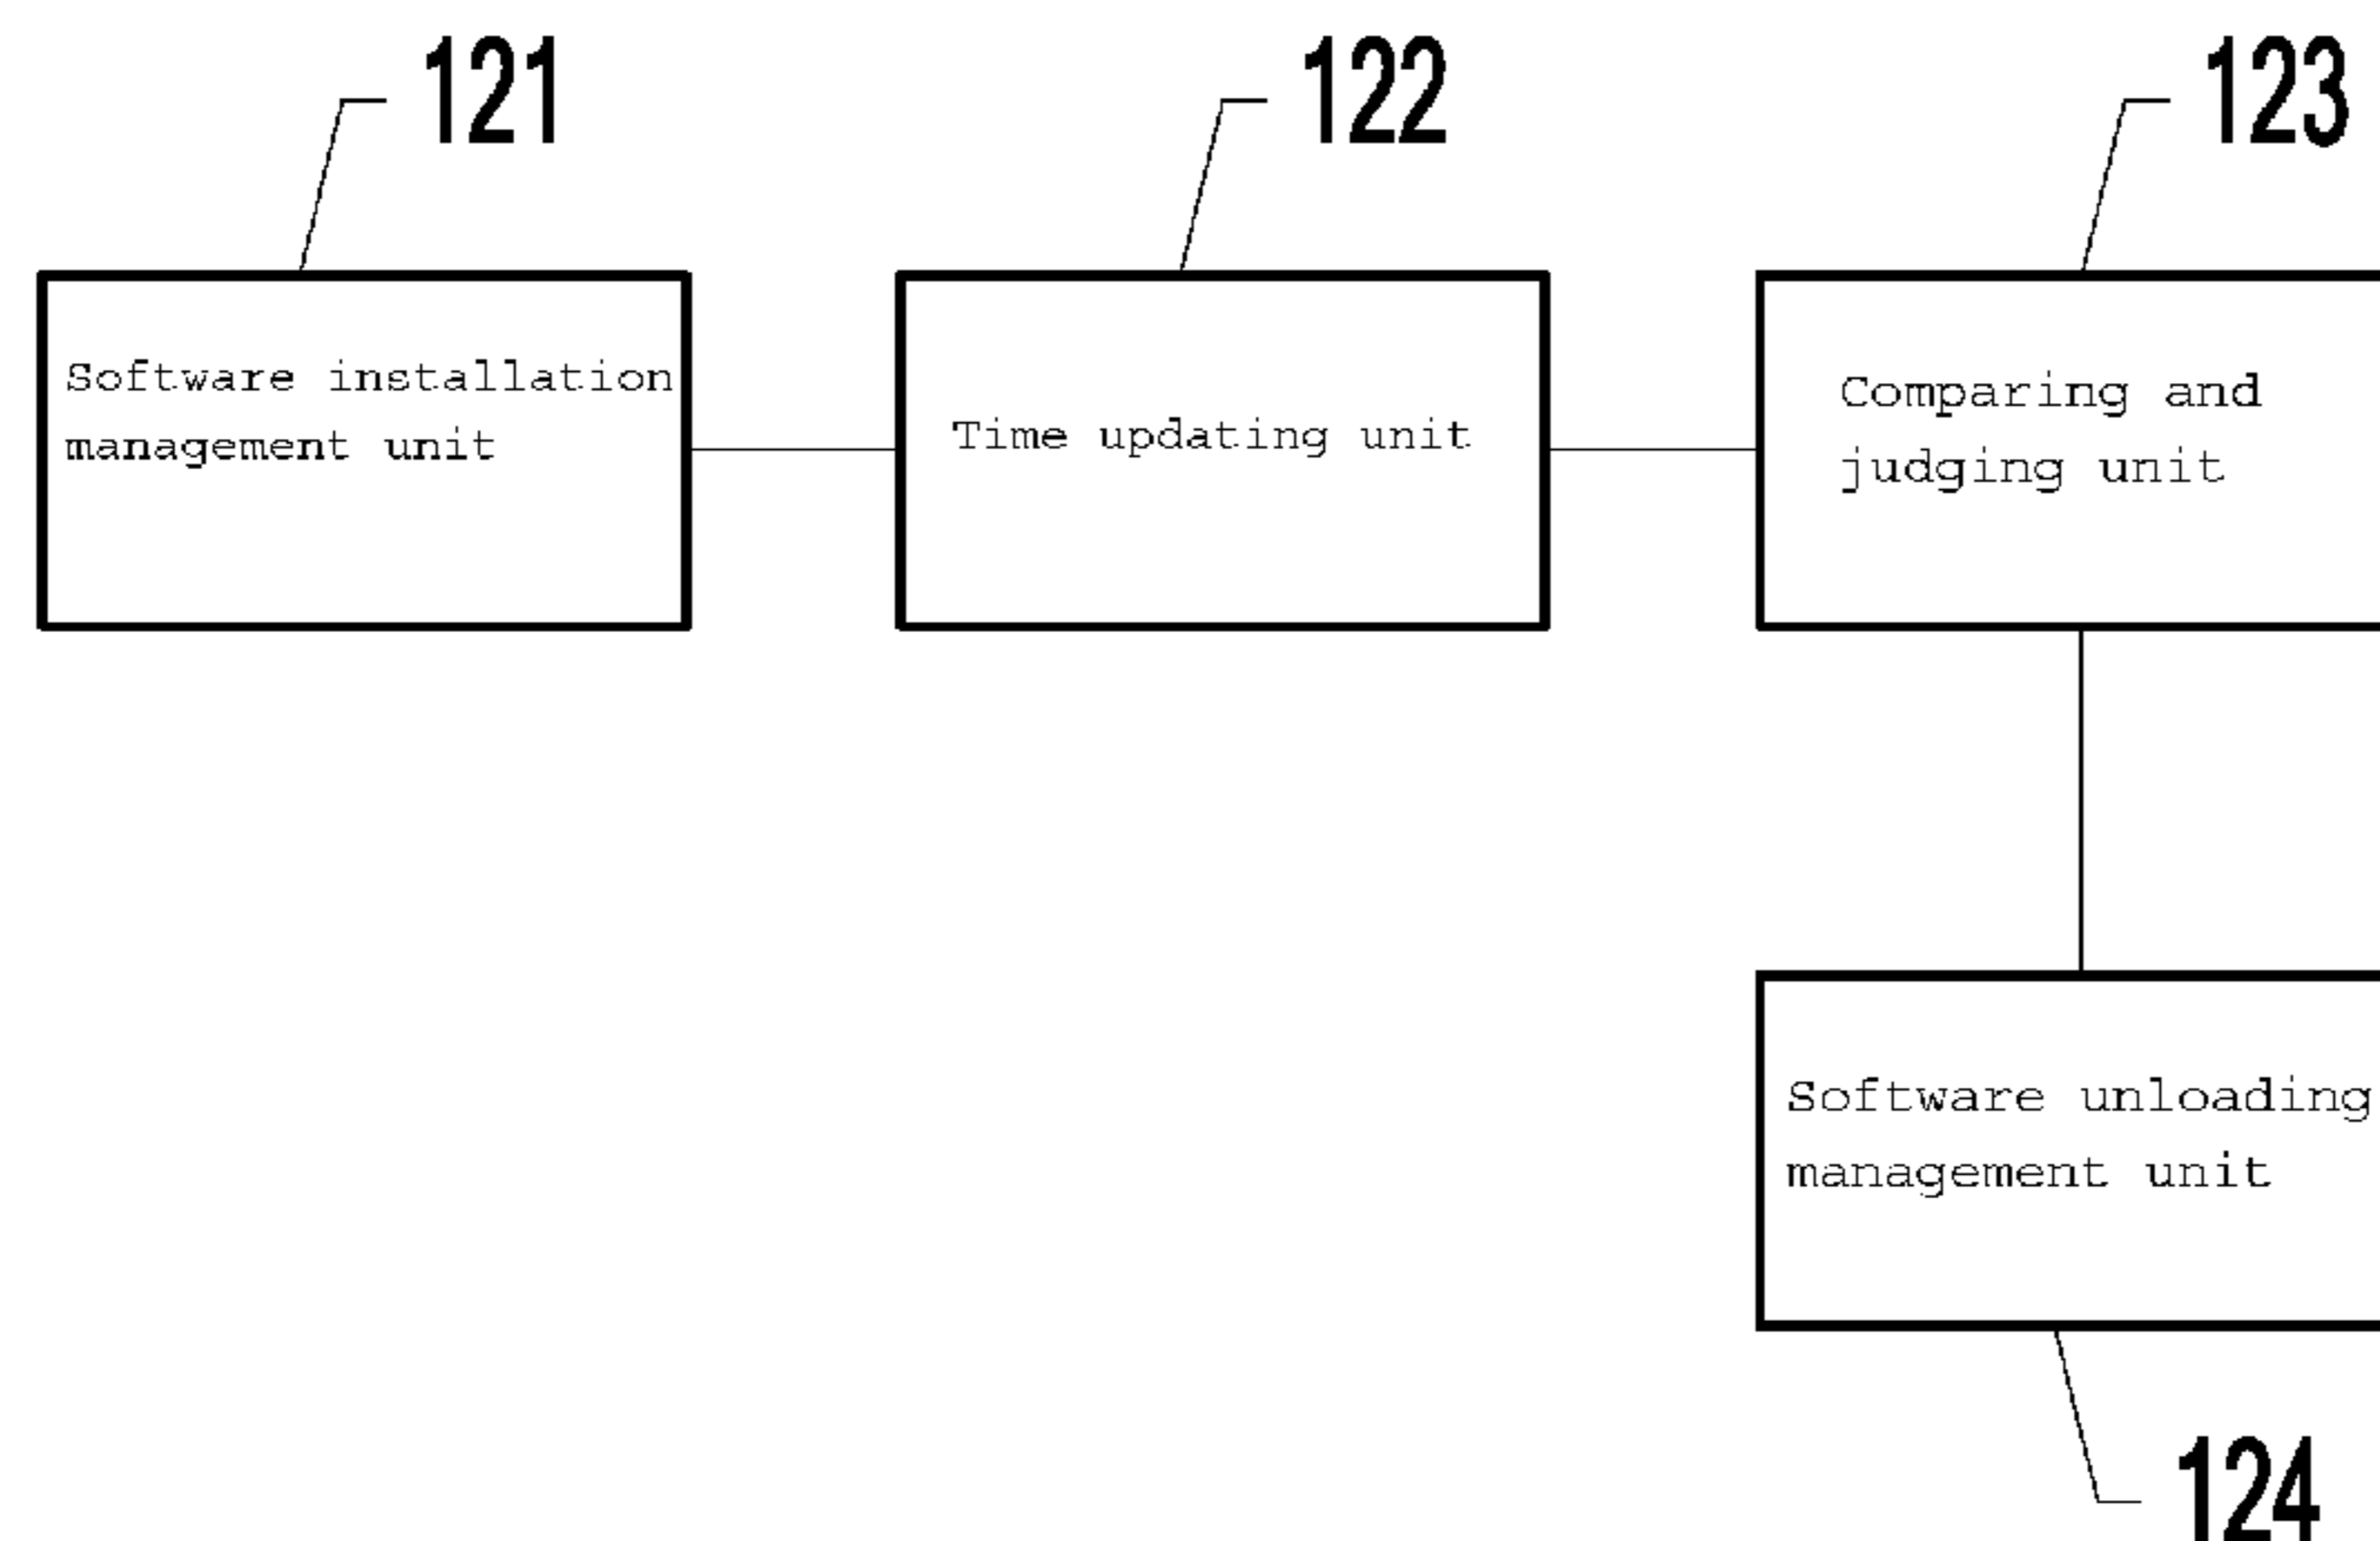 121
122
123
Software installation
management unit
Time updating unit
Comparing and
judging unit
Software unloading
management unit
124